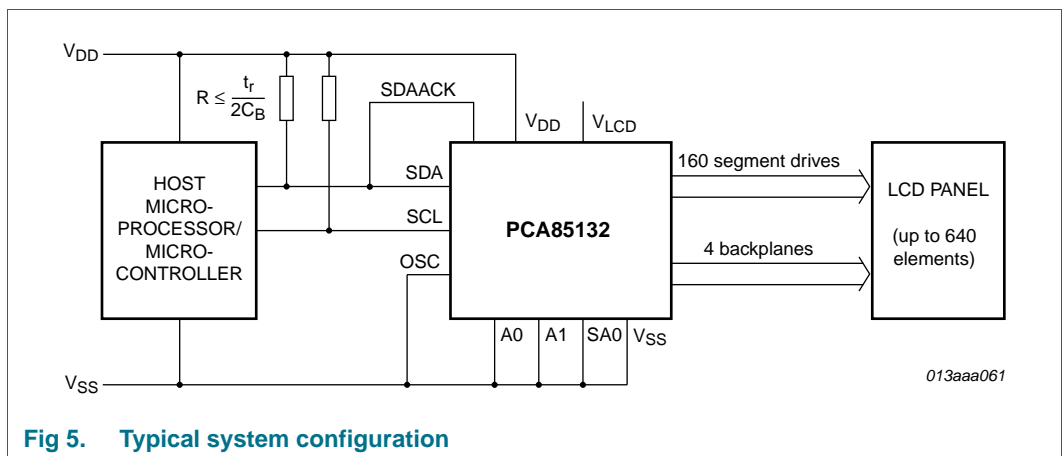 VDD
R ≤ tr
2CB
SDAACK
VDD
VLCD
HOST
MICRO-
PROCESSOR/
MICRO-
CONTROLLER
SDA
SCL
OSC
PCA85132
160 segment drives
4 backplanes
LCD PANEL
(up to 640
elements)
A0
A1
SA0
VSS
VSS
013aaa061
Fig 5. Typical system configuration